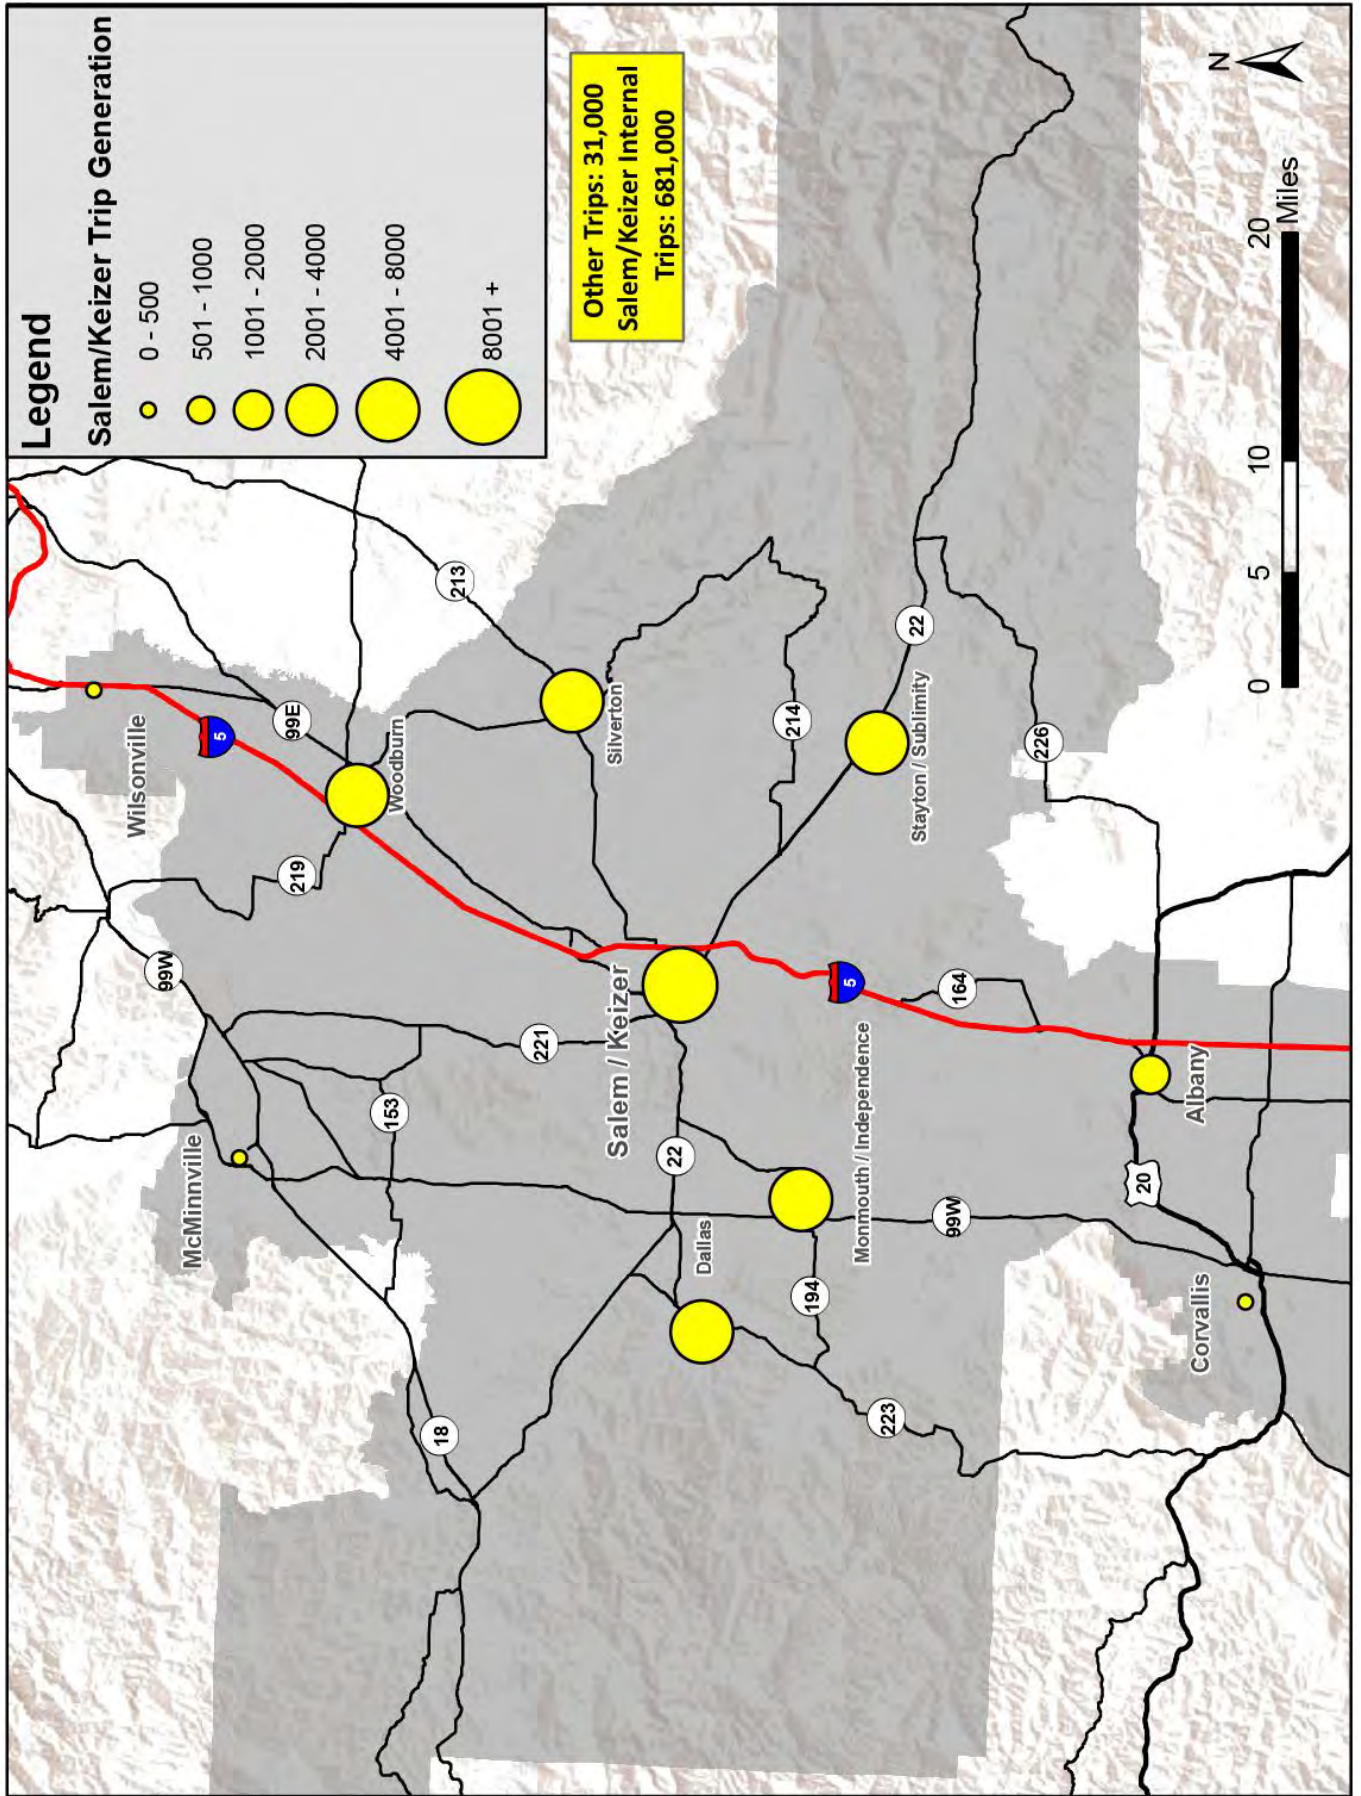 Legend
Salem/Keizer Trip Generation
0 - 500
501 - 1000
1001 - 2000
2001 - 4000
4001 - 8000
8001 +
Other Trips: 31,000
Salem/Keizer Internal
Trips: 681,000
N
0 5 10 20
Miles
Wilsonville
5
99E
Woodburn
219
213
99W
McMinnville
153
221
18
Silverton
214
Salem / Keizer
22
Dallas
22
Stayton / Sublimity
226
5
164
Monmouth / Independence
194
223
99W
20
Albany
Corvallis